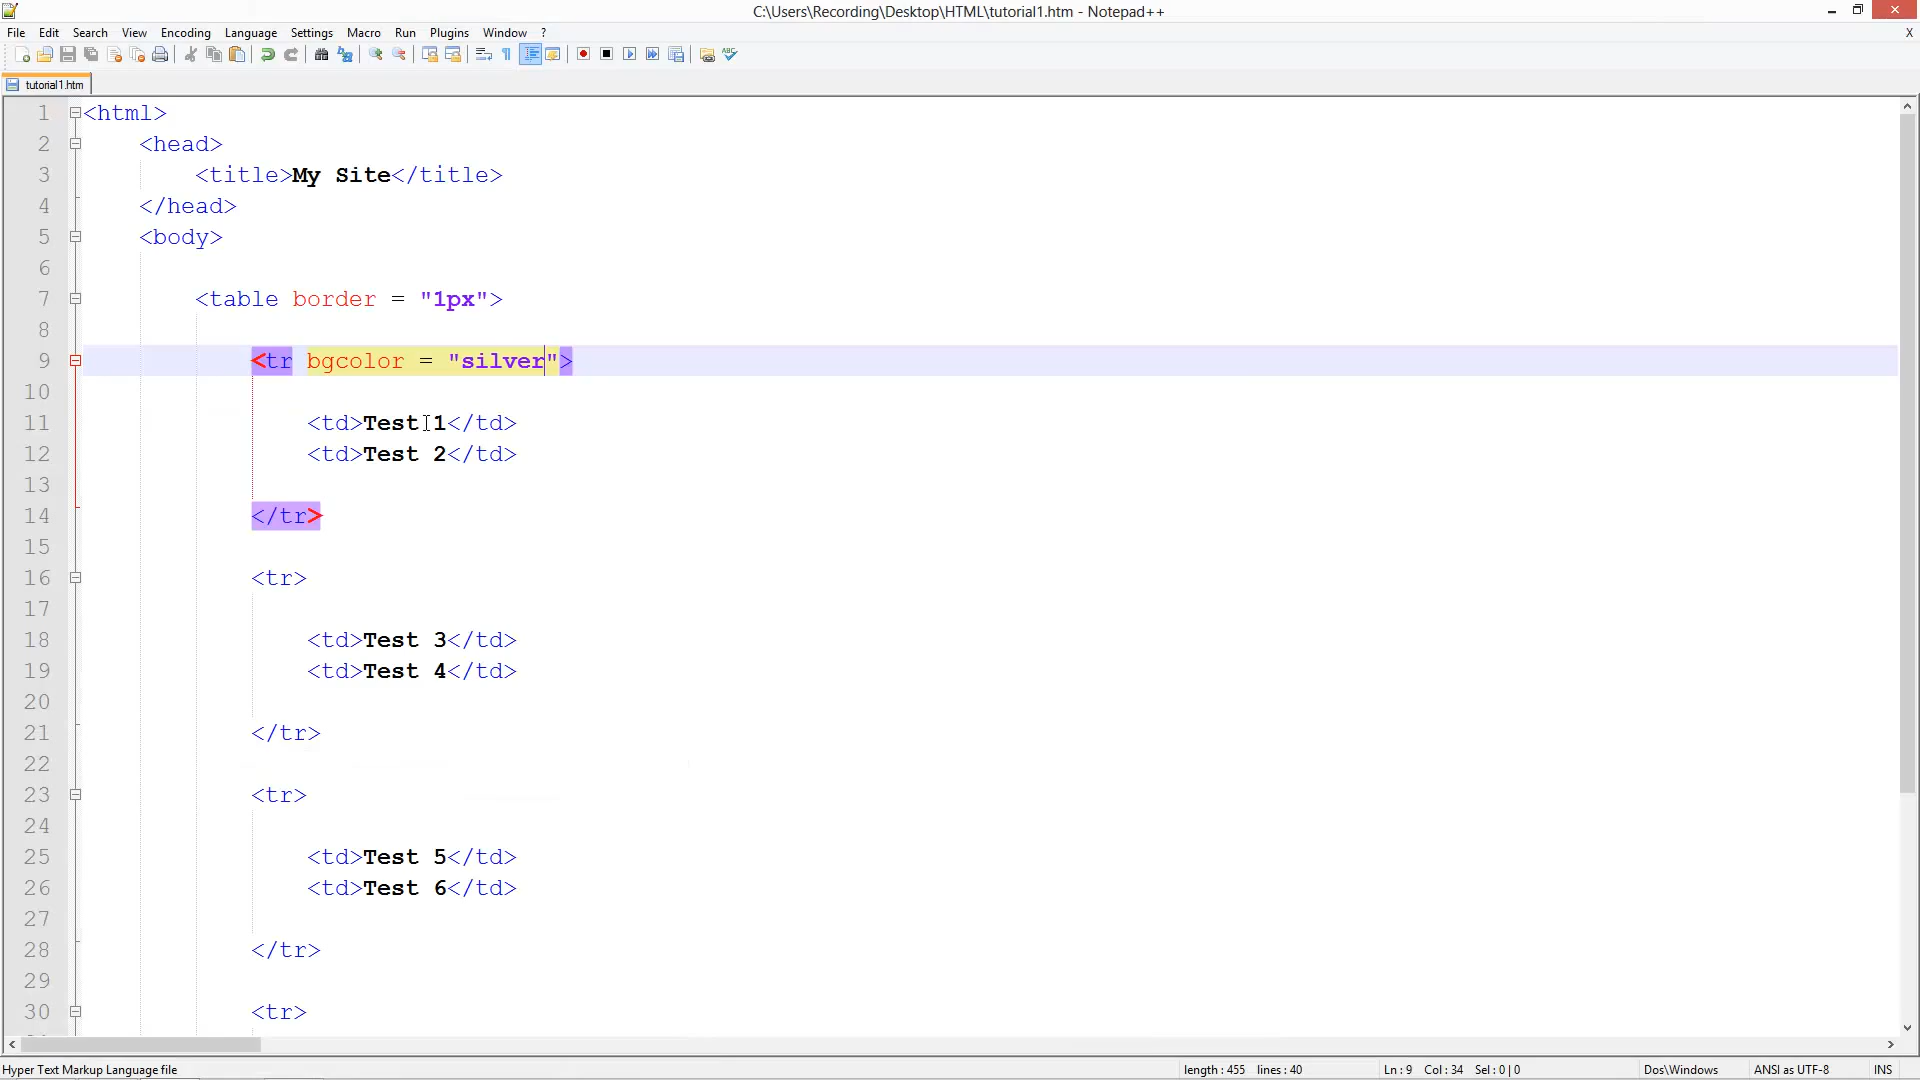 C:\Users\Recording\Desktop\HTML\tutorial1.htm - Notepad++
File Edit Search View Encoding Language Settings Macro Run Plugins Window ? X
tutorial1.htm
1 <html>
2 <head>
3 <title>My Site</title>
4 </head>
5 <body>
6
7 <table border = "1px">
8
9 <tr bgcolor = "silver">
10
11 <td>Test 1</td>
12 <td>Test 2</td>
13
14 </tr>
15
16 <tr>
17
18 <td>Test 3</td>
19 <td>Test 4</td>
20
21 </tr>
22
23 <tr>
24
25 <td>Test 5</td>
26 <td>Test 6</td>
27
28 </tr>
29
30 <tr>
Hyper Text Markup Language file length : 455 lines : 40 Ln : 9 Col : 34 Sel : 0 | 0 Dos\Windows ANSI as UTF-8 INS